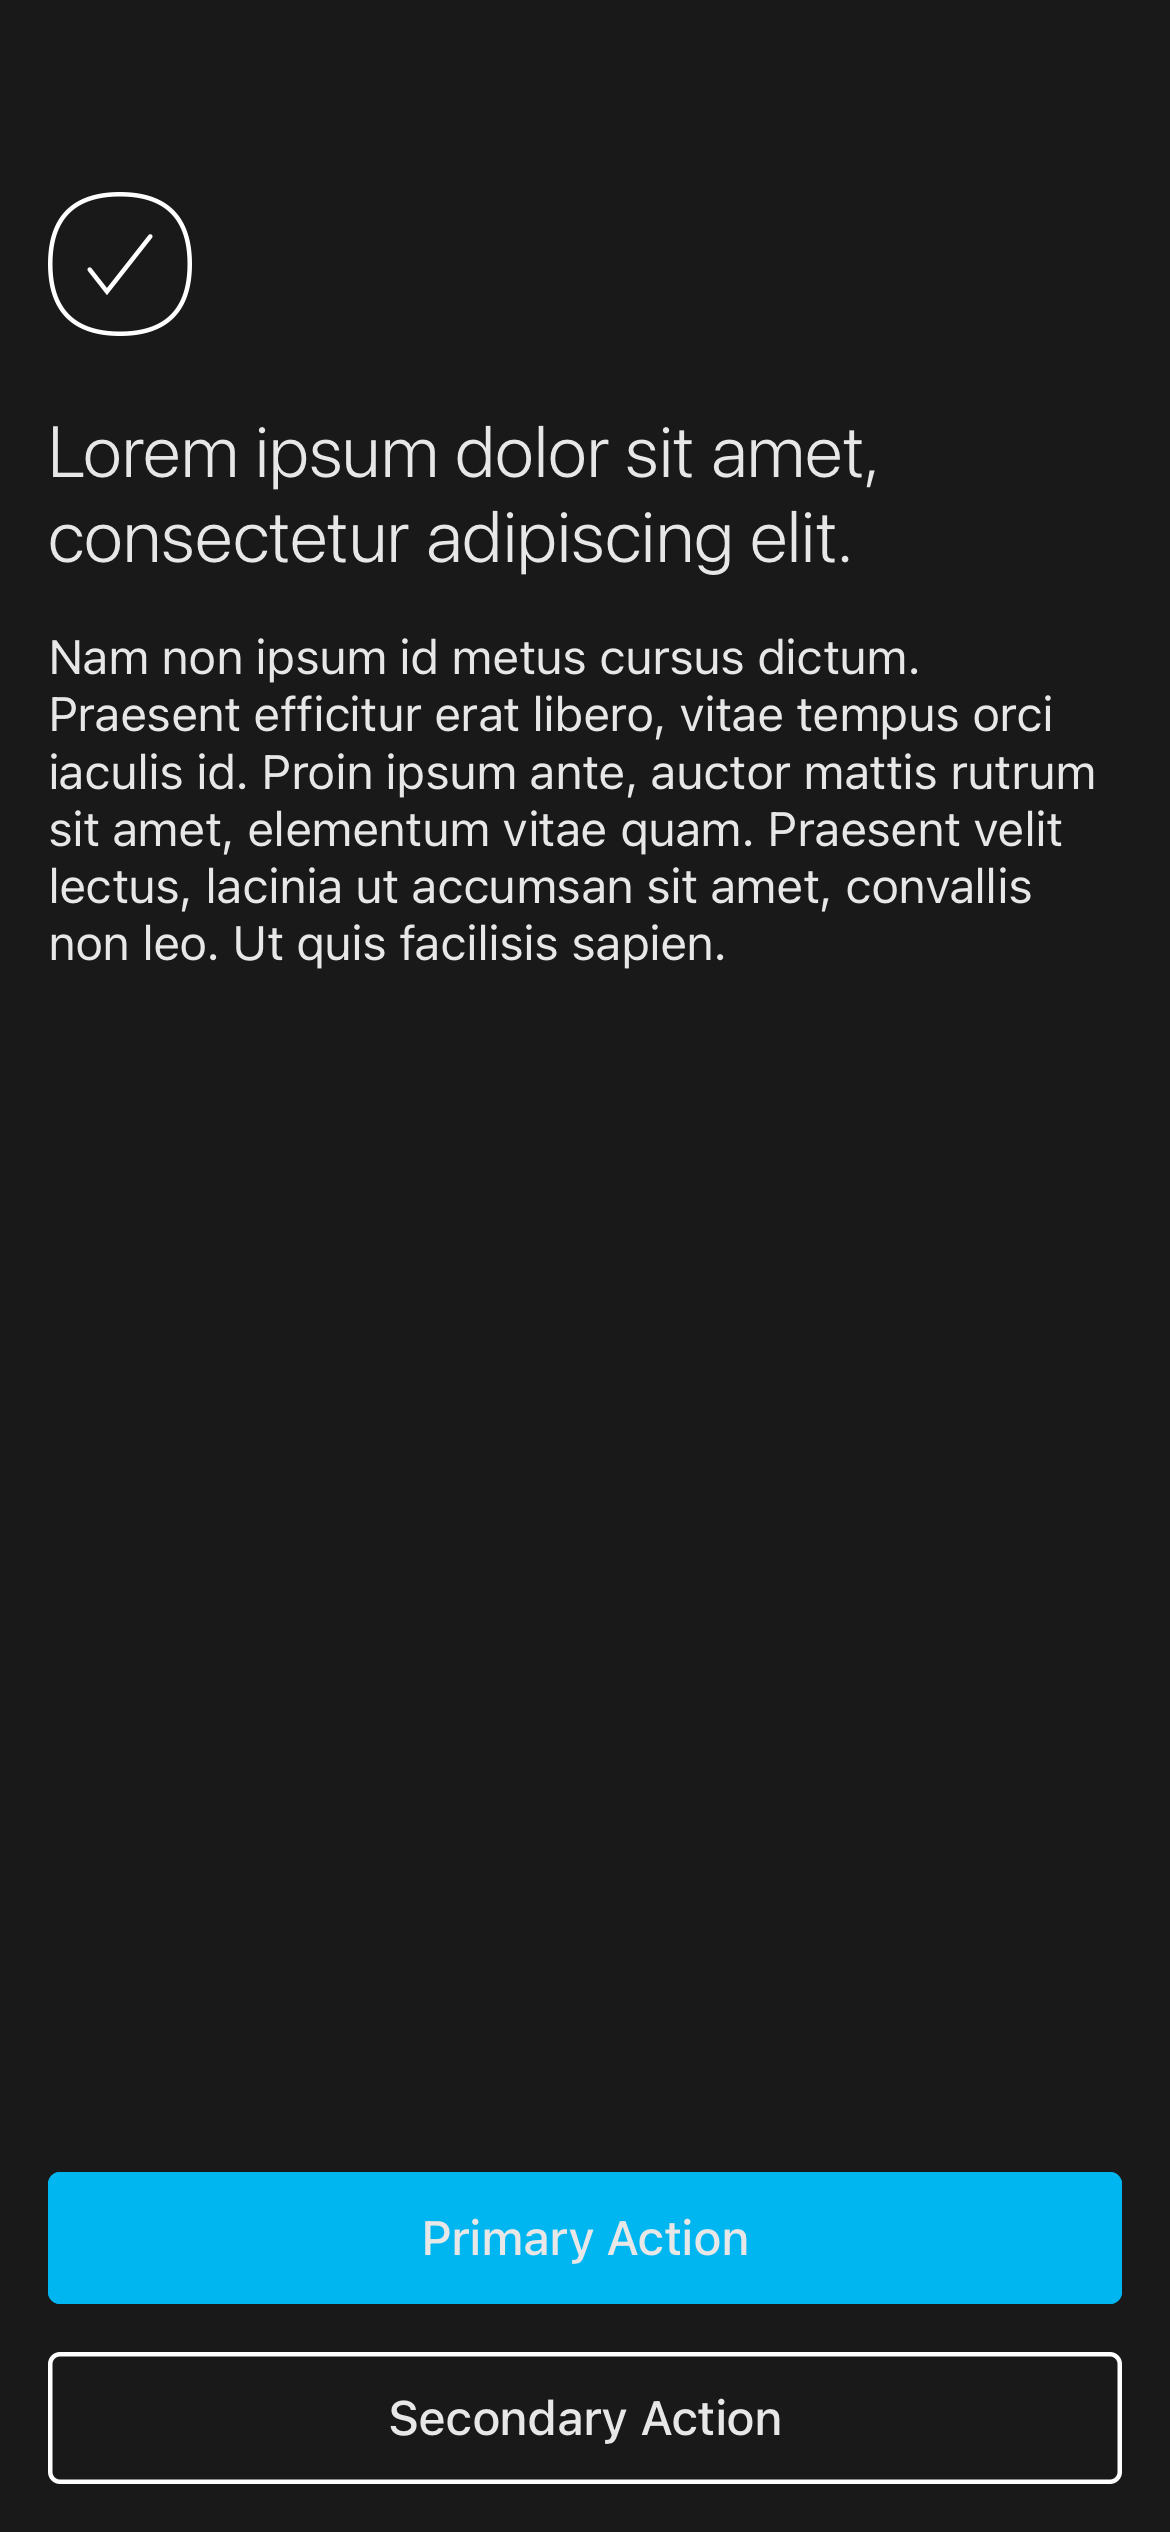 Lorem ipsum dolor sit amet,
consectetur adipiscing elit.
Nam non ipsum id metus cursus dictum.
Praesent efficitur erat libero, vitae tempus orci
iaculis id. Proin ipsum ante, auctor mattis rutrum
sit amet, elementum vitae quam. Praesent velit
lectus, lacinia ut accumsan sit amet, convallis
non leo. Ut quis facilisis sapien.
Primary Action
Secondary Action